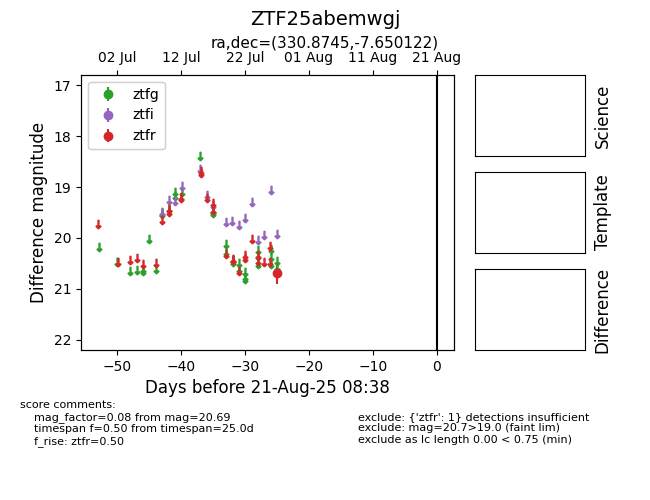 ZTF25abemwgj
ra,dec=(330.8745,-7.650122)
02 Jul 12 Jul 22 Jul 01 Aug 11 Aug 21 Aug
17
18
19
20
21
22
Difference magnitude
ztfg
ztfi
ztfr
Science
Template
Difference
−50 −40 −30 −20 −10 0
Days before 21-Aug-25 08:38
score comments:
mag_factor=0.08 from mag=20.69
timespan f=0.50 from timespan=25.0d
f_rise: ztfr=0.50
exclude: {'ztfr': 1} detections insufficient
exclude: mag=20.7>19.0 (faint lim)
exclude as lc length 0.00 < 0.75 (min)